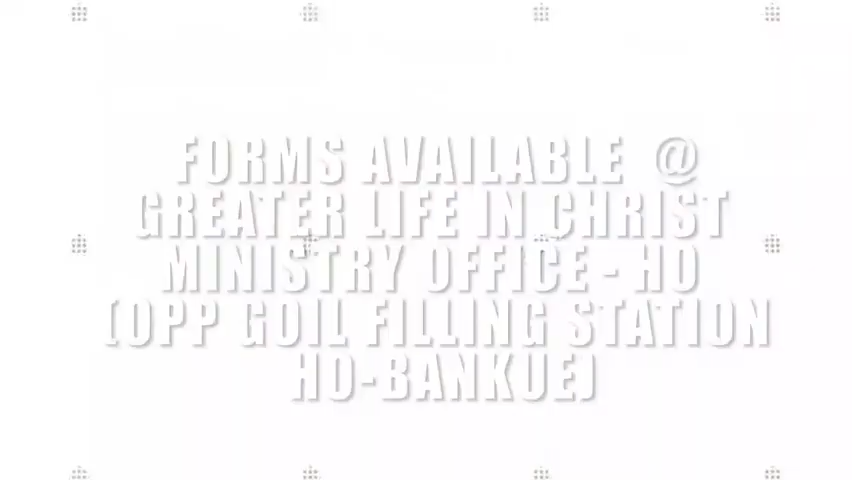 FORMS AVAILABLE @
GREATER LIFE IN CHRIST
MINISTRY OFFICE - HO
(OPP GOIL FILLING STATION
HO-BANKOE)